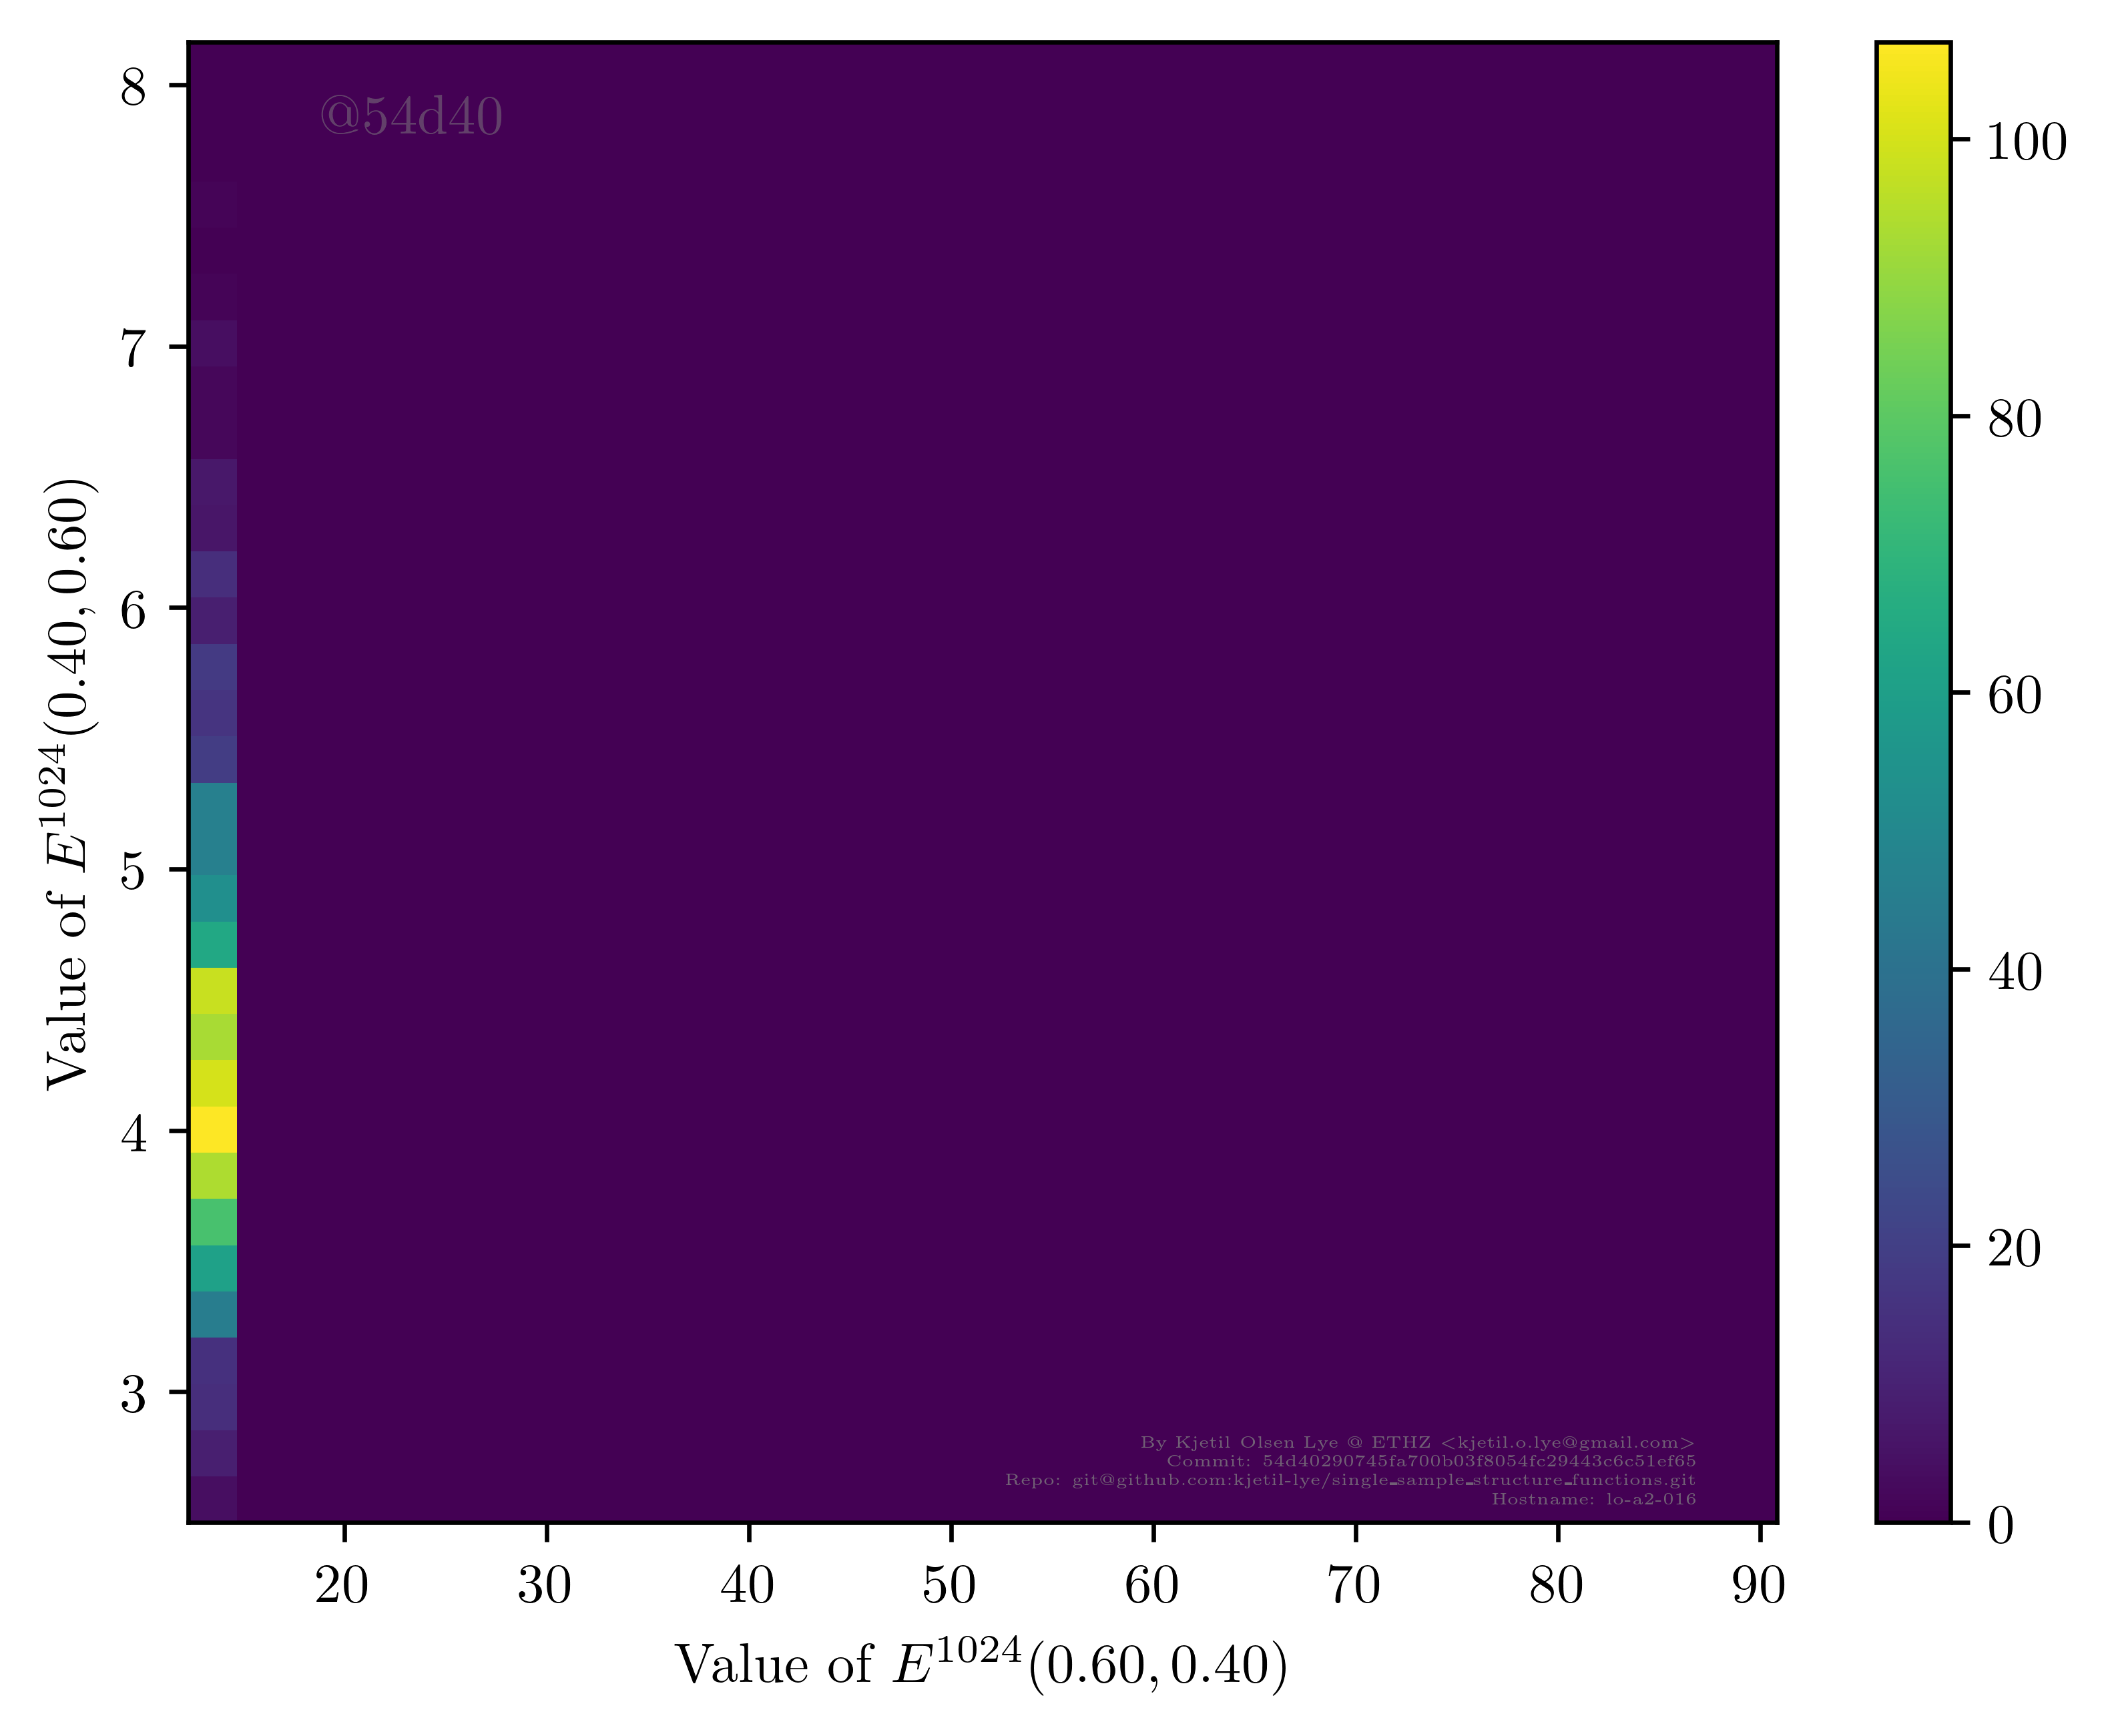 @54d40
8
7
6
5
4
3
Value of E^1024(0.40, 0.60)
20 30 40 50 60 70 80 90
Value of E^1024(0.60, 0.40)
100
80
60
40
20
0
By Kjetil Olsen Lye @ ETHZ <kjetil.o.lye@gmail.com>
Commit: 54d40290745fa700b03f8054fc29443c6c51ef65
Repo: git@github.com:kjetil-lye/single_sample_structure_functions.git
Hostname: lo-a2-016